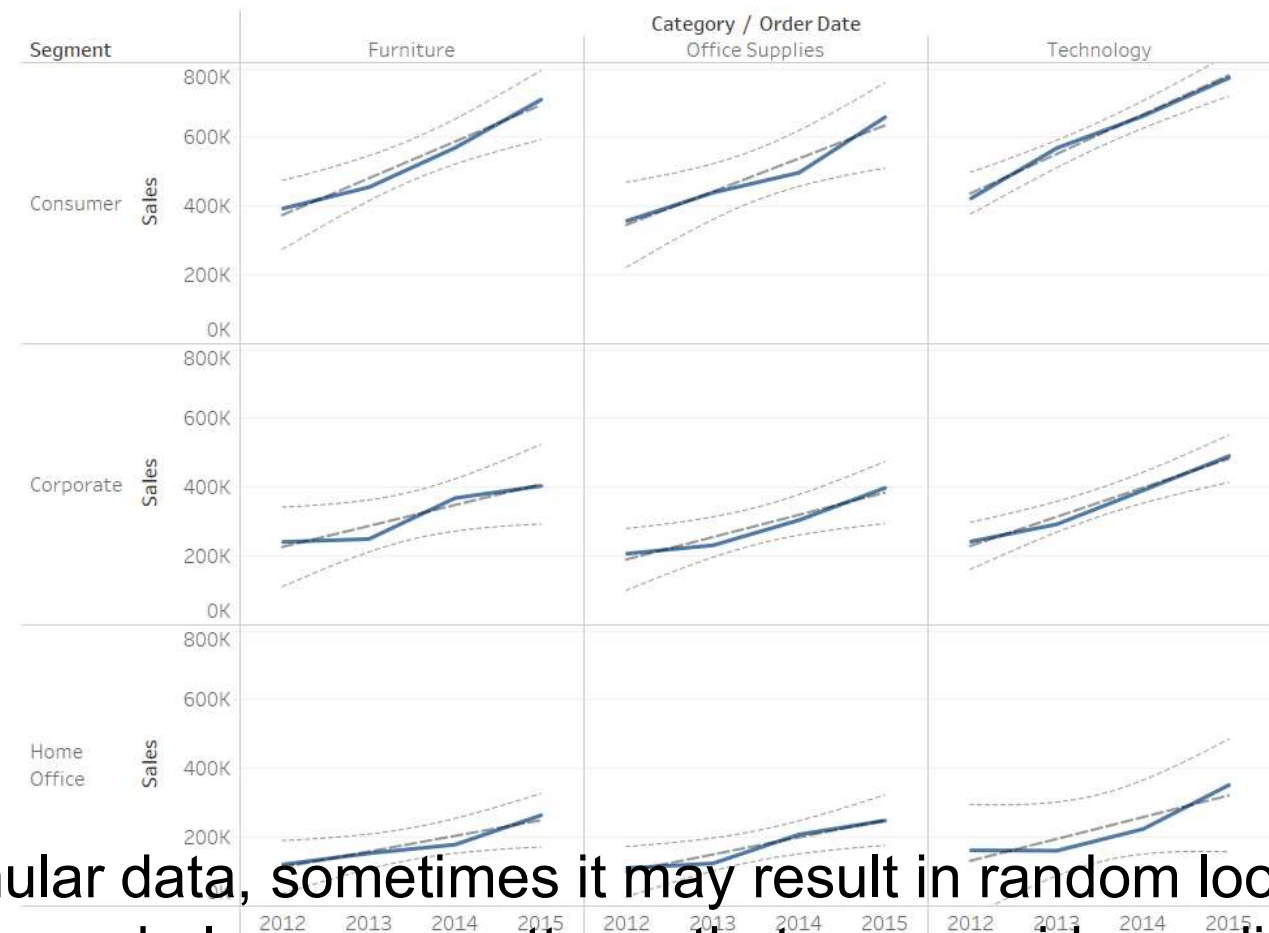 Category / Order Date
Segment Furniture Office Supplies Technology
800K
600K
Consumer Sales 400K
200K
0K
800K
600K
Corporate Sales 400K
200K
0K
800K
600K
Home Office Sales 400K
200K
data, sometimes it may result in random
2012 2013 2014 2015 2012 2013 2014 2015 2012 2013 2014 2015